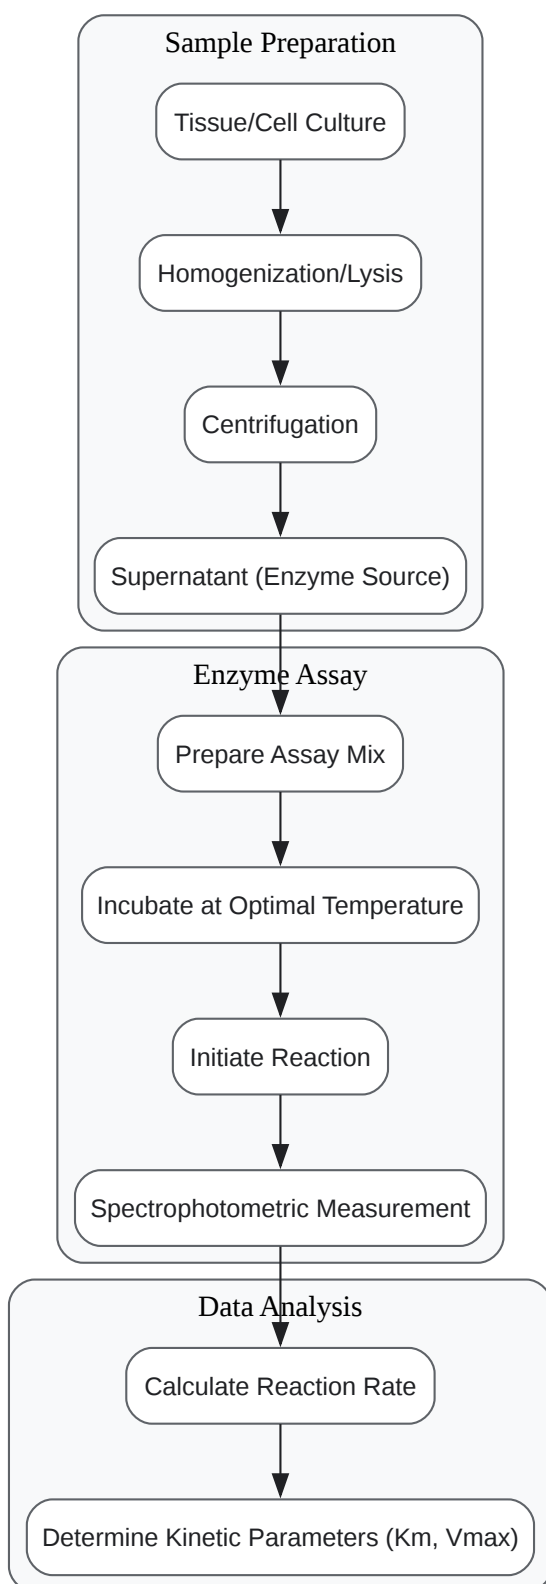 Sample Preparation
Tissue/Cell Culture
Homogenization/Lysis
Centrifugation
Supernatant (Enzyme Source)
Enzyme Assay
Prepare Assay Mix
Incubate at Optimal Temperature
Initiate Reaction
Spectrophotometric Measurement
Data Analysis
Calculate Reaction Rate
Determine Kinetic Parameters (Km, Vmax)